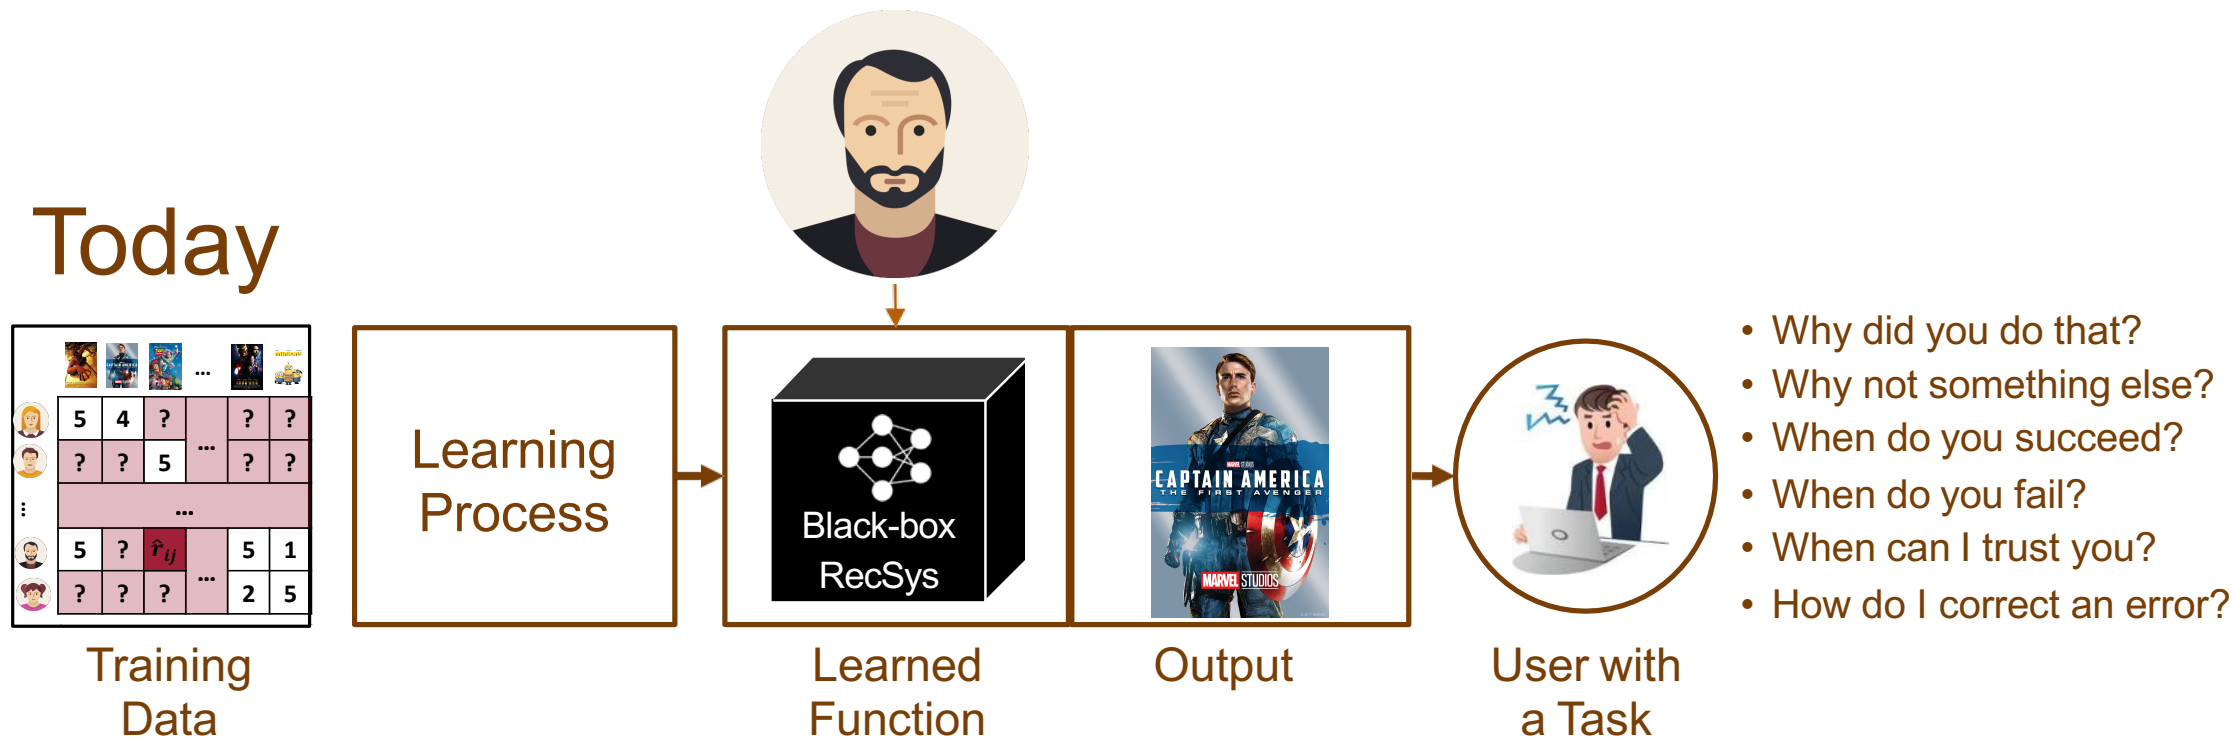 Today
...
5 4 ? ... ? ?
? ? 5 ? ?
...
...
5 ? r̂ij ... 5 1
? ? ? 2 5
Training
Data
Learning
Process
Black-box
RecSys
Learned
Function
MARVEL STUDIOS
CAPTAIN AMERICA
THE FIRST AVENGER
MARVEL STUDIOS
Output
User with
a Task
• Why did you do that?
• Why not something else?
• When do you succeed?
• When do you fail?
• When can I trust you?
• How do I correct an error?